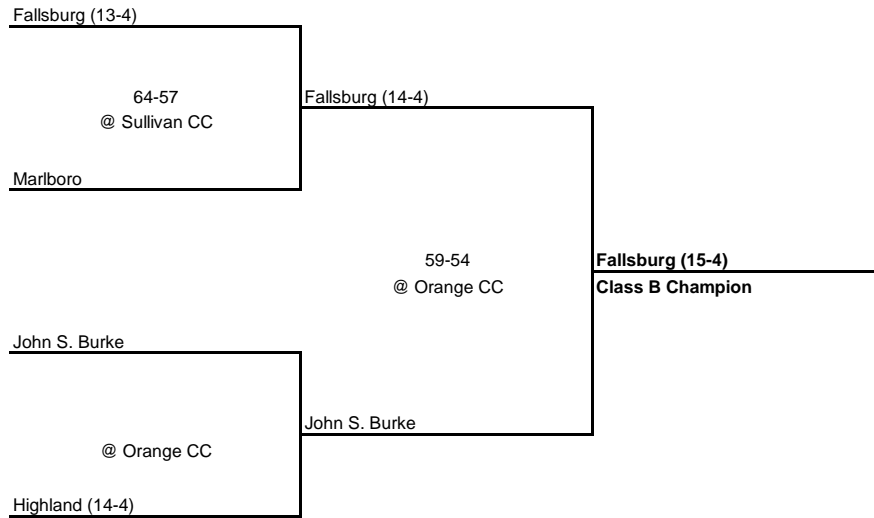 Fallsburg (13-4)
64-57
@ Sullivan CC
Fallsburg (14-4)
Marlboro
59-54
@ Orange CC
Fallsburg (15-4)
Class B Champion
John S. Burke
@ Orange CC
John S. Burke
Highland (14-4)